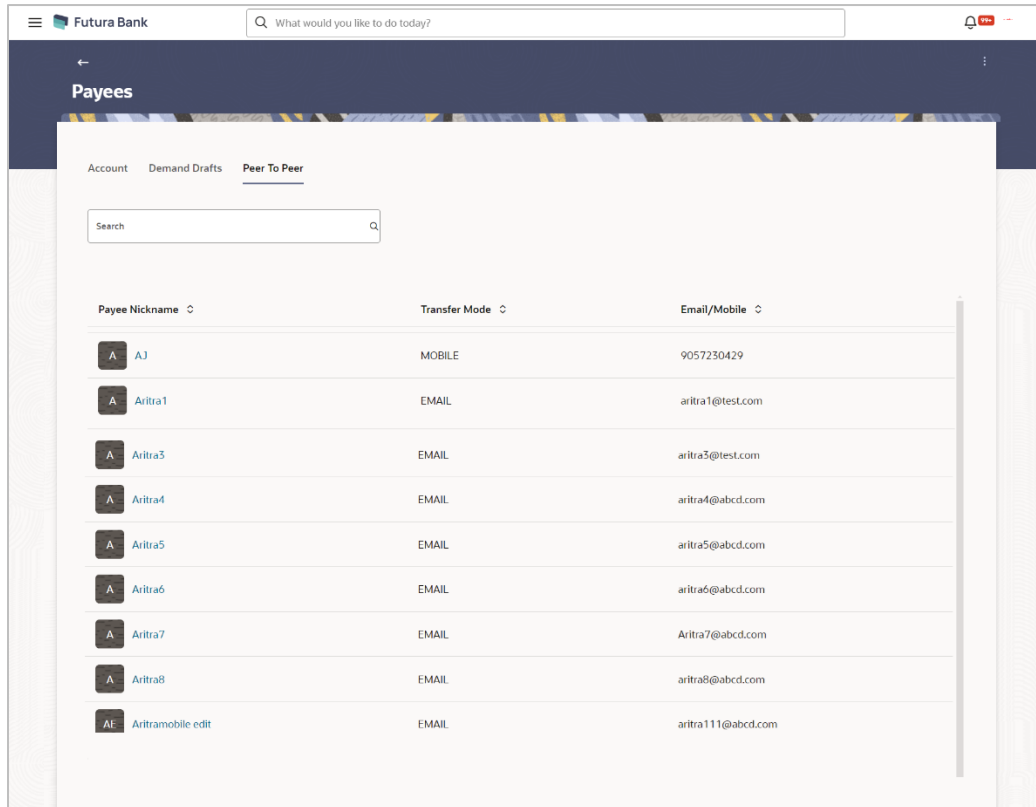 Futura Bank
What would you like to do today?
99+
Payees
Account Demand Drafts Peer To Peer
Search
Payee Nickname Transfer Mode Email/Mobile
A AJ MOBILE 9057230429
A Aritra1 EMAIL aritra1@test.com
A Aritra3 EMAIL aritra3@test.com
A Aritra4 EMAIL aritra4@abcd.com
A Aritra5 EMAIL aritra5@abcd.com
A Aritra6 EMAIL aritra6@abcd.com
A Aritra7 EMAIL Aritra7@abcd.com
A Aritra8 EMAIL aritra8@abcd.com
AE Aritramobile edit EMAIL aritra111@abcd.com